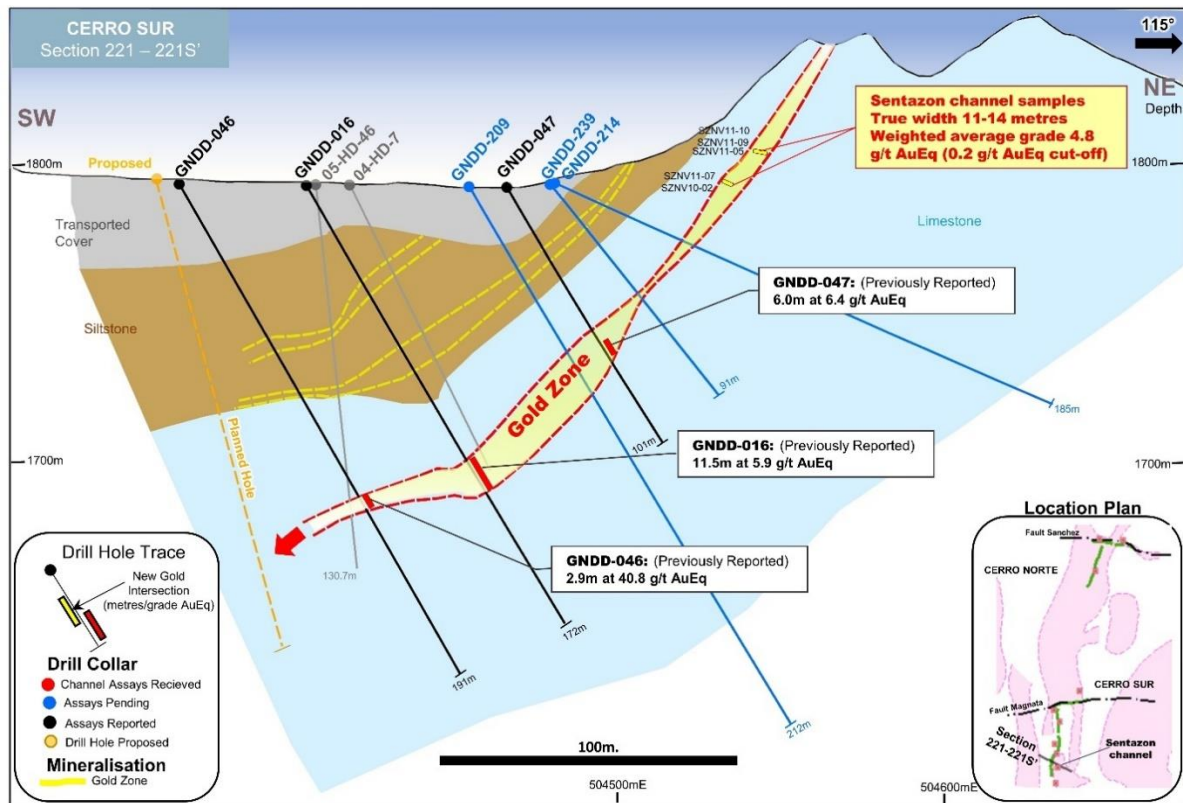 CERRO SUR
Section 221 – 221S’
115°
SW
NE
Depth
Proposed
GNDD-046
GNDD-016
05-HD-46
04-HD-7
GNDD-209
GNDD-047
GNDD-239
GNDD-214
Sentazon channel samples
True width 11-14 metres
Weighted average grade 4.8
g/t AuEq (0.2 g/t AuEq cut-off)
SZNV11-10
SZNV11-09
SZNV11-05
SZNV11-07
SZNV10-02
1800m
1800m
Transported
Cover
Limestone
Siltstone
GNDD-047: (Previously Reported)
6.0m at 6.4 g/t AuEq
Gold Zone
91m
185m
Planned Hole
101m
GNDD-016: (Previously Reported)
11.5m at 5.9 g/t AuEq
1700m
1700m
GNDD-046: (Previously Reported)
2.9m at 40.8 g/t AuEq
130.7m
172m
191m
212m
100m.
504500mE
504600mE
Drill Hole Trace
New Gold
Intersection
(metres/grade AuEq)
Drill Collar
Channel Assays Recieved
Assays Pending
Assays Reported
Drill Hole Proposed
Mineralisation
Gold Zone
Location Plan
Fault Sanchez
CERRO NORTE
CERRO SUR
Fault Magnata
Section
221-221S’
Sentazon
channel